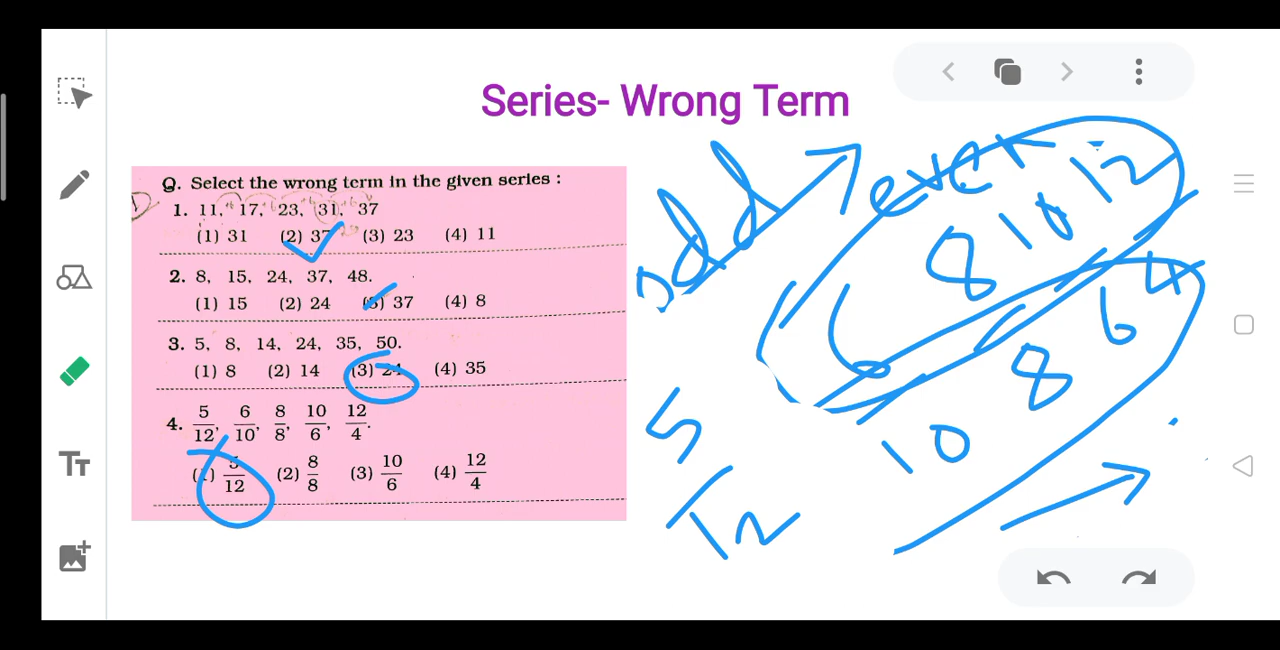 Series- Wrong Term
Q. Select the wrong term in the given series :
1. 11, 17, 23, 31, 37
(1) 31 (2) 37 (3) 23 (4) 11
2. 8, 15, 24, 37, 48.
(1) 15 (2) 24 (3) 37 (4) 8
3. 5, 8, 14, 24, 35, 50.
(1) 8 (2) 14 (3) 24 (4) 35
4. 5/12, 6/10, 8/8, 10/6, 12/4.
(1) 5/12 (2) 8/8 (3) 10/6 (4) 12/4
odd
even
6 8 10 12
10 8 6 4
5
12
TT